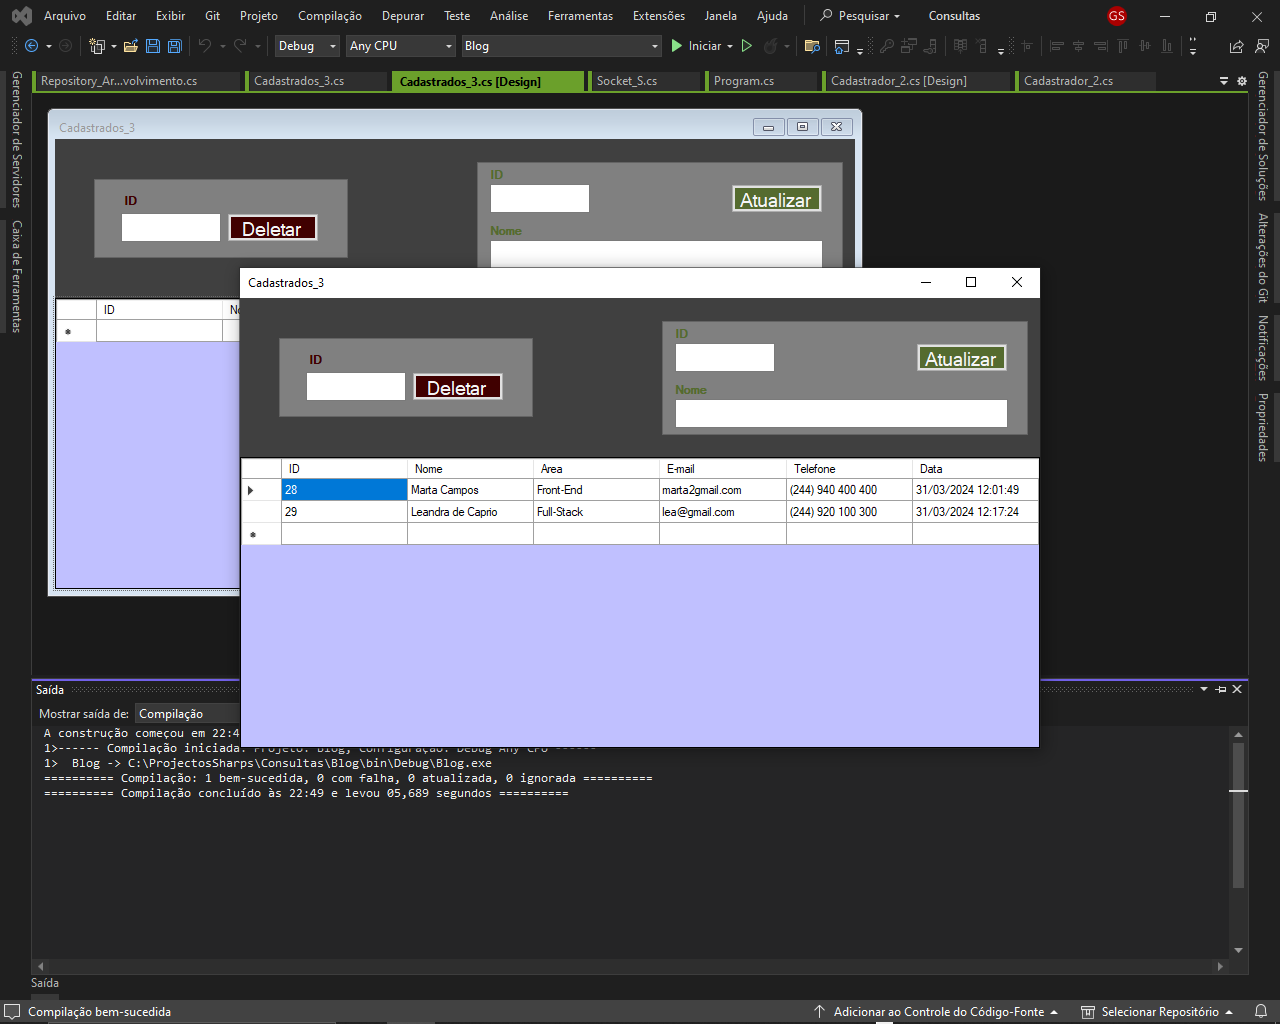 Arquivo Editar Exibir Git Projeto Compilação Depurar Teste Análise Ferramentas Extensões Janela Ajuda Pesquisar Consultas GS
Debug Any CPU Blog Iniciar
Repository_Ar...volvimento.cs Cadastrados_3.cs Cadastrados_3.cs [Design] Socket_S.cs Program.cs Cadastrador_2.cs [Design] Cadastrador_2.cs
Gerenciador de Servidores
Caixa de Ferramentas
Cadastrados_3
ID
Deletar
ID
Atualizar
Nome
ID
Cadastrados_3
ID
Deletar
ID
Atualizar
Nome
ID Nome Area E-mail Telefone Data
28 Marta Campos Front-End marta2gmail.com (244) 940 400 400 31/03/2024 12:01:49
29 Leandra de Caprio Full-Stack lea@gmail.com (244) 920 100 300 31/03/2024 12:17:24
Gerenciador de Soluções
Alterações do Git
Notificações
Propriedades
Saída
Mostrar saída de: Compilação
A construção começou em 22:4
1>------ Compilação iniciada: Projeto: Blog, Configuração: Debug Any CPU ------
1>  Blog -> C:\ProjectosSharps\Consultas\Blog\bin\Debug\Blog.exe
========== Compilação: 1 bem-sucedida, 0 com falha, 0 atualizada, 0 ignorada ==========
========== Compilação concluído às 22:49 e levou 05,689 segundos ==========
Saída
Compilação bem-sucedida Adicionar ao Controle do Código-Fonte Selecionar Repositório